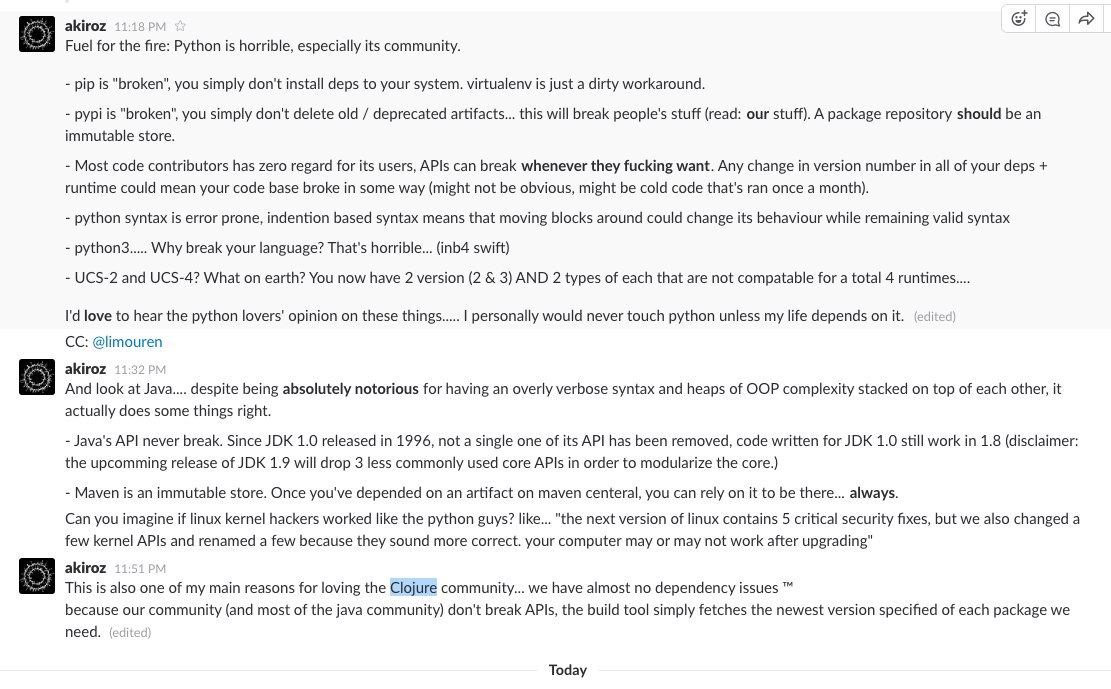 akiroz 11:18 PM
Fuel for the fire: Python is horrible, especially its community.
- pip is "broken", you simply don't install deps to your system. virtualenv is just a dirty workaround.
- pypi is "broken", you simply don't delete old / deprecated artifacts... this will break people's stuff (read: our stuff). A package repository should be an
immutable store.
- Most code contributors has zero regard for its users, APIs can break whenever they fucking want. Any change in version number in all of your deps +
runtime could mean your code base broke in some way (might not be obvious, might be cold code that's ran once a month).
- python syntax is error prone, indention based syntax means that moving blocks around could change its behaviour while remaining valid syntax
- python3..... Why break your language? That's horrible... (inb4 swift)
- UCS-2 and UCS-4? What on earth? You now have 2 version (2 & 3) AND 2 types of each that are not compatable for a total 4 runtimes....
I'd love to hear the python lovers' opinion on these things..... I personally would never touch python unless my life depends on it. (edited)
CC: @limouren
akiroz 11:32 PM
And look at Java.... despite being absolutely notorious for having an overly verbose syntax and heaps of OOP complexity stacked on top of each other, it
actually does some things right.
- Java's API never break. Since JDK 1.0 released in 1996, not a single one of its API has been removed, code written for JDK 1.0 still work in 1.8 (disclaimer:
the upcomming release of JDK 1.9 will drop 3 less commonly used core APIs in order to modularize the core.)
- Maven is an immutable store. Once you've depended on an artifact on maven centeral, you can rely on it to be there... always.
Can you imagine if linux kernel hackers worked like the python guys? like... "the next version of linux contains 5 critical security fixes, but we also changed a
few kernel APIs and renamed a few because they sound more correct. your computer may or may not work after upgrading"
akiroz 11:51 PM
This is also one of my main reasons for loving the Clojure community... we have almost no dependency issues ™
because our community (and most of the java community) don't break APIs, the build tool simply fetches the newest version specified of each package we
need. (edited)
Today